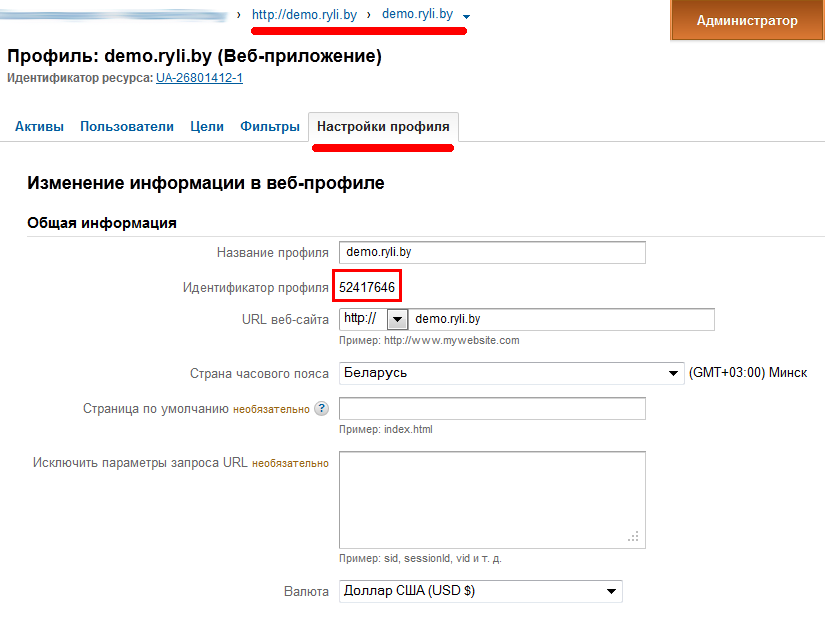 › http://demo.ryli.by › demo.ryli.by
Администратор
Профиль: demo.ryli.by (Веб-приложение)
Идентификатор ресурса: UA-26801412-1
Активы Пользователи Цели Фильтры Настройки профиля
Изменение информации в веб-профиле
Общая информация
Название профиля demo.ryli.by
Идентификатор профиля 52417646
URL веб-сайта http:// demo.ryli.by
Пример: http://www.mywebsite.com
Страна часового пояса Беларусь (GMT+03:00) Минск
Страница по умолчанию необязательно ?
Пример: index.html
Исключить параметры запроса URL необязательно
Пример: sid, sessionId, vid и т. д.
Валюта Доллар США (USD $)